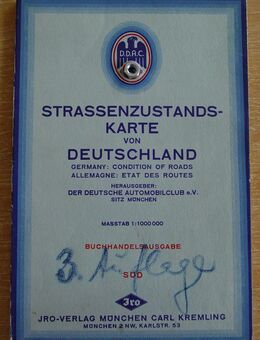 D.D.A.C.
STRASSENZUSTANDS-
KARTE
VON
DEUTSCHLAND
GERMANY: CONDITION OF ROADS
ALLEMAGNE: ETAT DES ROUTES
HERAUSGEBER:
DER DEUTSCHE AUTOMOBILCLUB e.V.
SITZ MÜNCHEN
MASSTAB 1:1000000
BUCHHANDELSAUSGABE
3. Auflage
SÜD
Jro
JRO-VERLAG MÜNCHEN CARL KREMLING
MÜNCHEN 2 NW, KARLSTR. 53